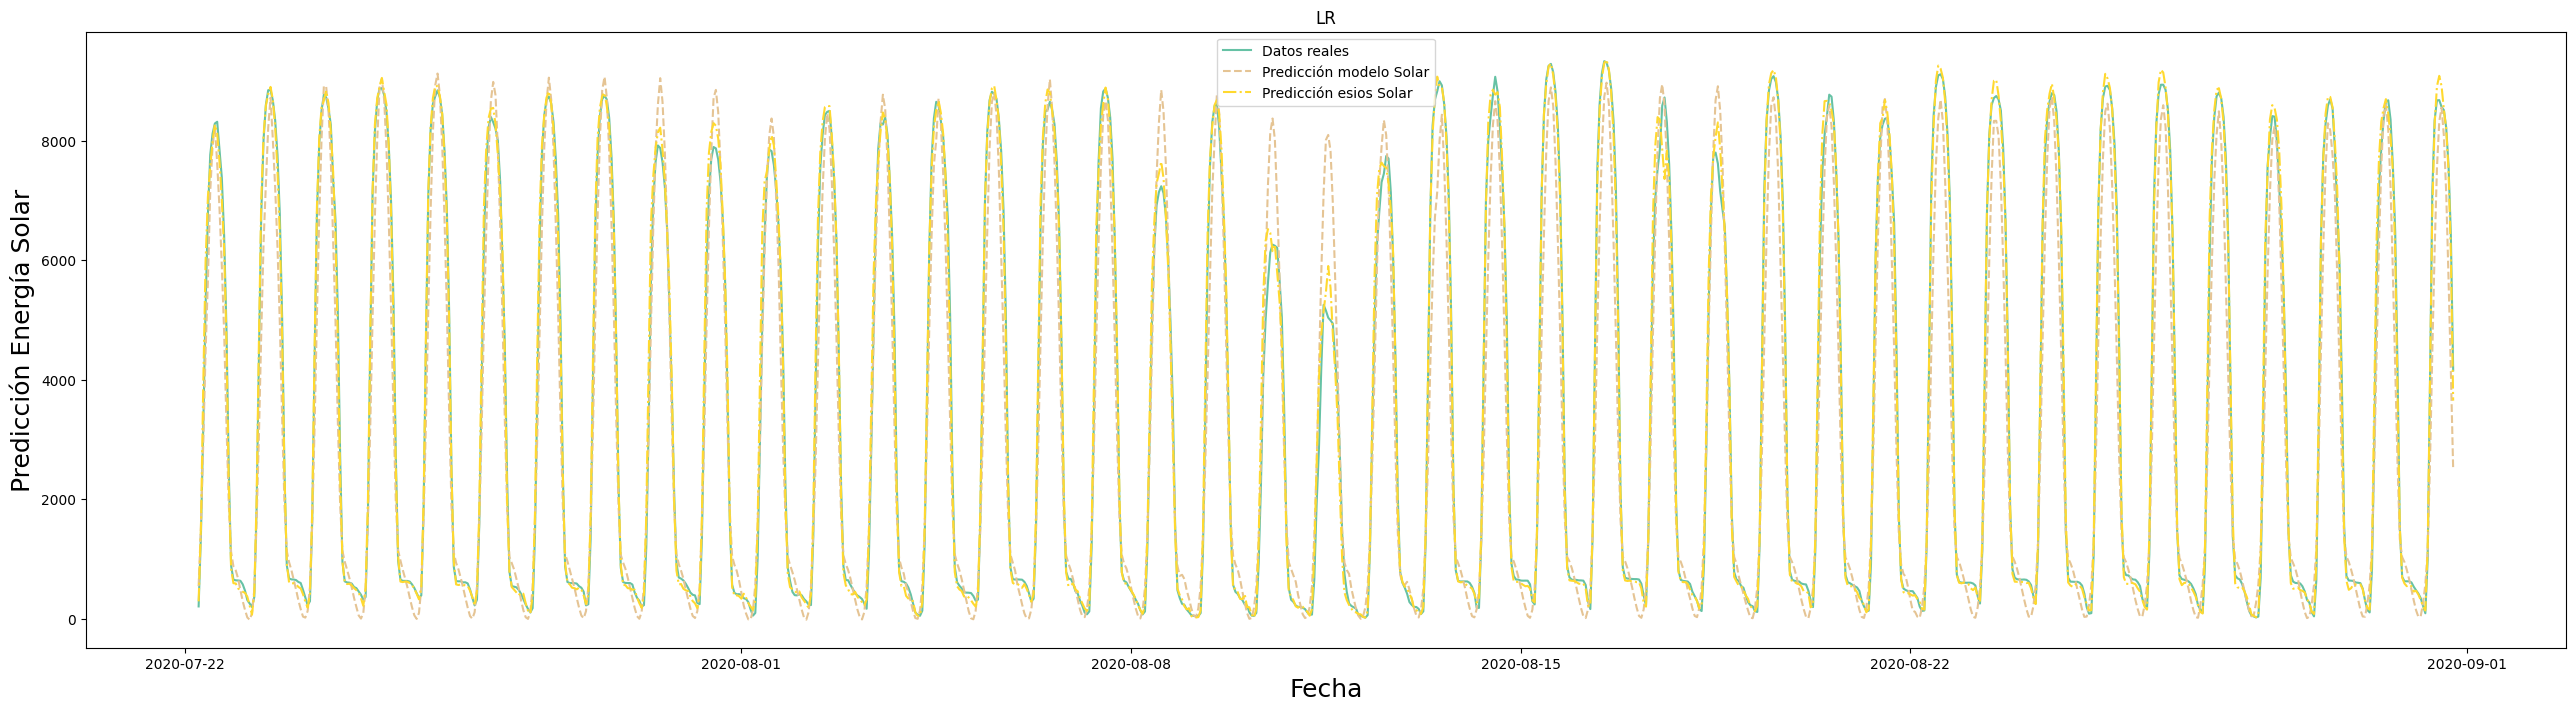 LR
Datos reales
Predicción modelo Solar
Predicción esios Solar
Predicción Energía Solar
8000
6000
4000
2000
0
2020-07-22
2020-08-01
2020-08-08
2020-08-15
2020-08-22
2020-09-01
Fecha